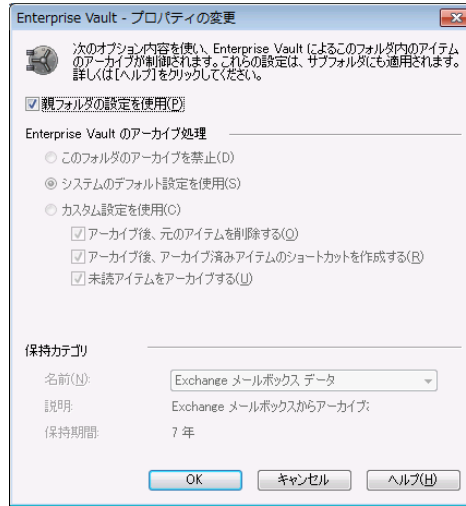 Enterprise Vault - プロパティの変更
次のオプション内容を使い、Enterprise Vault によるこのフォルダ内のアイテム
のアーカイブが制御されます。これらの設定は、サブフォルダにも適用されます。
詳しくは[ヘルプ]をクリックしてください。
親フォルダの設定を使用(P)
Enterprise Vault のアーカイブ処理
このフォルダのアーカイブを禁止(D)
システムのデフォルト設定を使用(S)
カスタム設定を使用(C)
アーカイブ後、元のアイテムを削除する(O)
アーカイブ後、アーカイブ済みアイテムのショートカットを作成する(R)
未読アイテムをアーカイブする(U)
保持カテゴリ
名前(N): Exchange メールボックス データ
説明: Exchange メールボックスからアーカイブ
保持期間: 7 年
OK キャンセル ヘルプ(H)